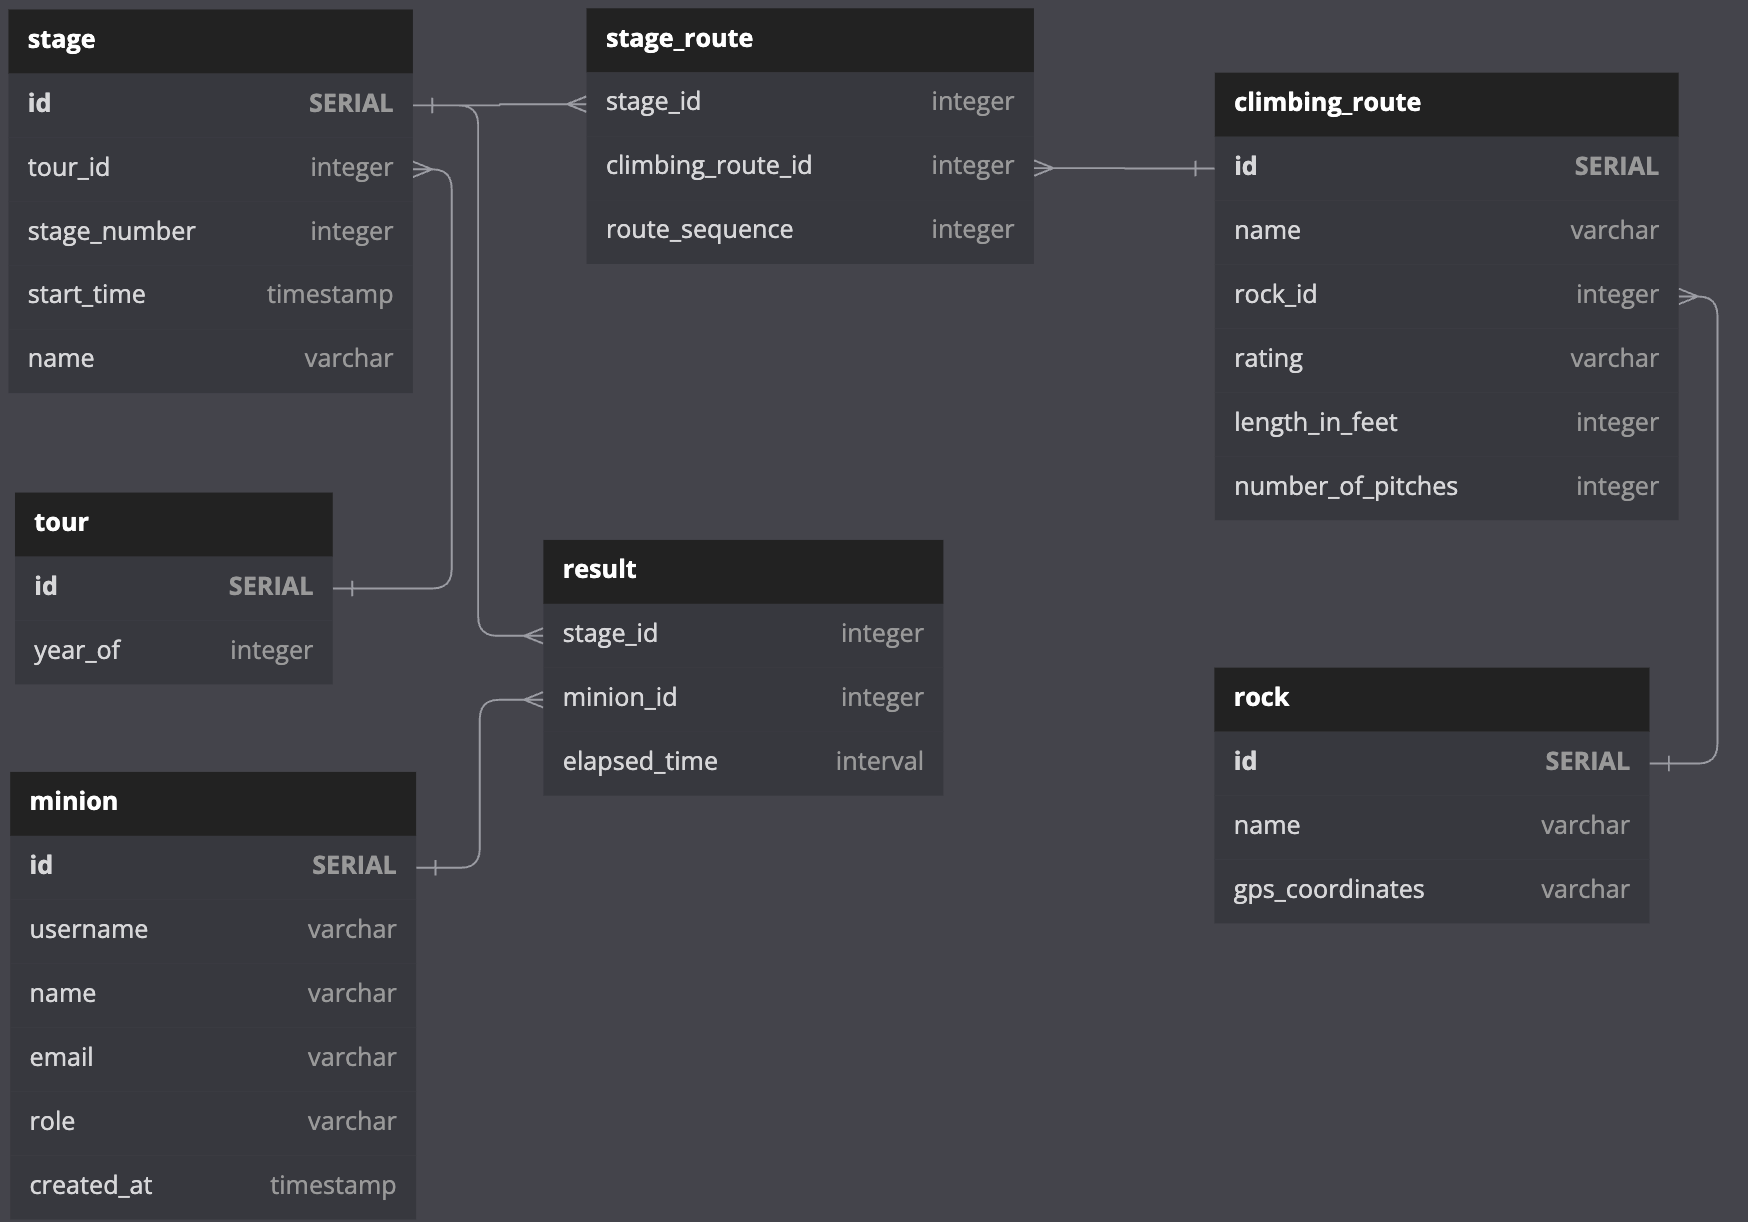 stage
id SERIAL
tour_id integer
stage_number integer
start_time timestamp
name varchar
stage_route
stage_id integer
climbing_route_id integer
route_sequence integer
climbing_route
id SERIAL
name varchar
rock_id integer
rating varchar
length_in_feet integer
number_of_pitches integer
tour
id SERIAL
year_of integer
result
stage_id integer
minion_id integer
elapsed_time interval
rock
id SERIAL
name varchar
gps_coordinates varchar
minion
id SERIAL
username varchar
name varchar
email varchar
role varchar
created_at timestamp